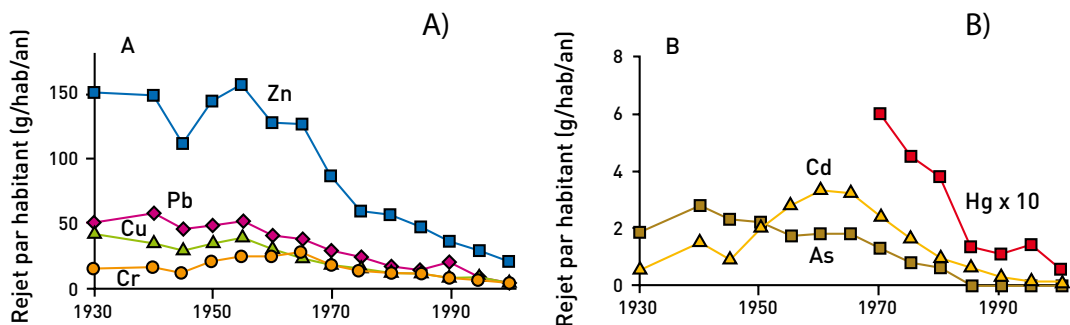 A)
A
Rejet par habitant (g/hab/an)
150
100
50
0
Zn
Pb
Cu
Cr
1930 1950 1970 1990
B)
B
Rejet par habitant (g/hab/an)
8
6
4
2
0
Cd
Hg x 10
As
1930 1950 1970 1990